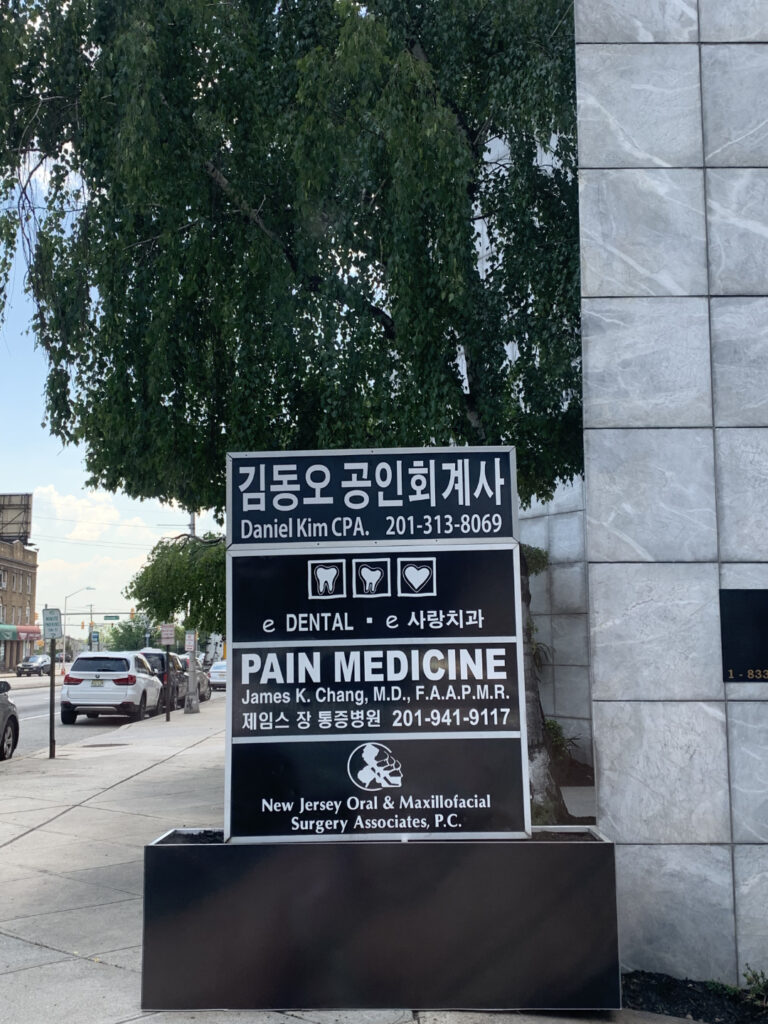 김동오 공인회계사
Daniel Kim CPA. 201-313-8069
e DENTAL ▪ e 사랑치과
PAIN MEDICINE
James K. Chang, M.D., F.A.A.P.M.R.
제임스 장 통증병원 201-941-9117
New Jersey Oral & Maxillofacial
Surgery Associates, P.C.
1 - 833